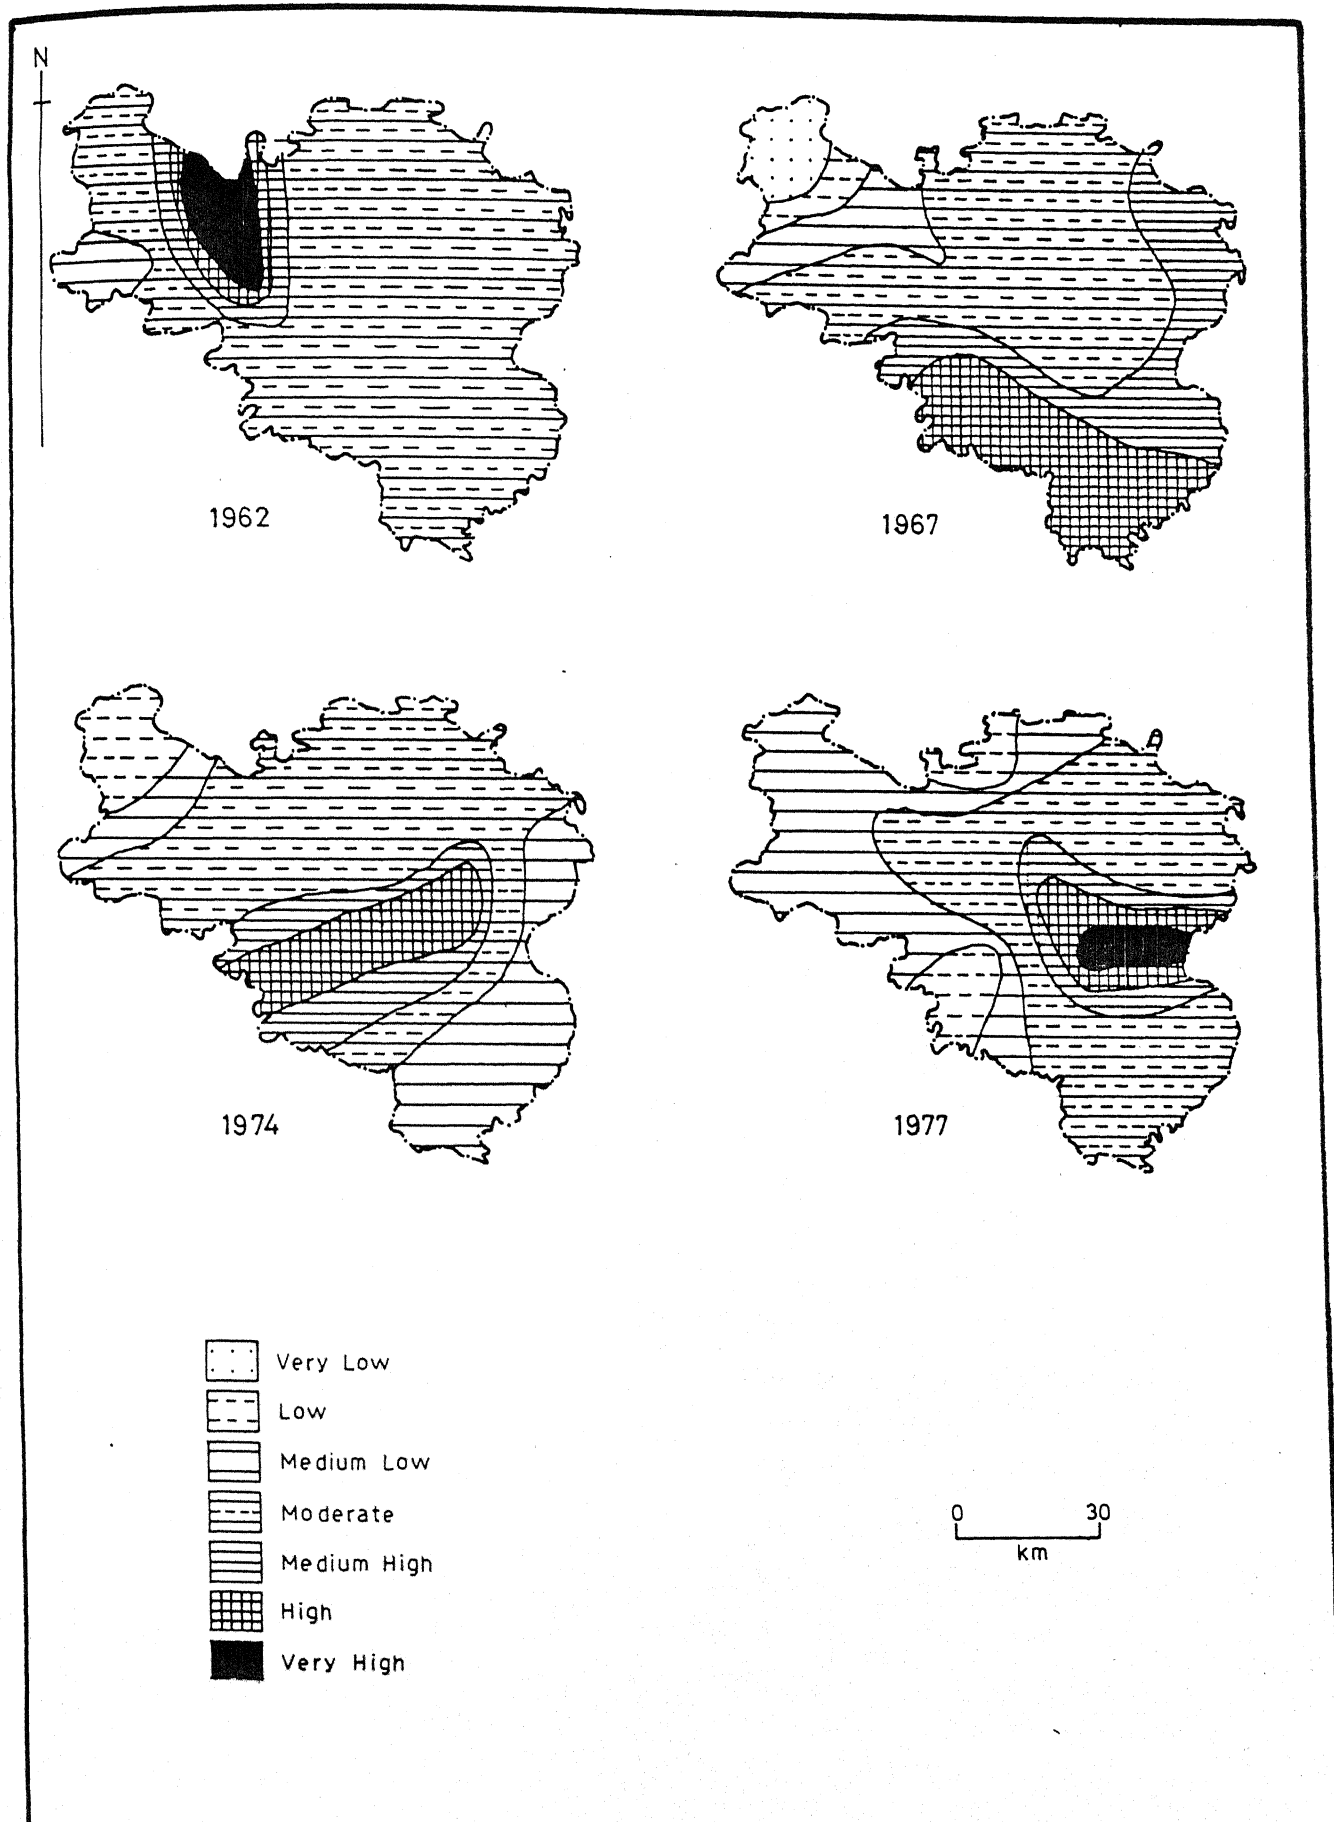 N
1962
1967
1974
1977
Very Low
Low
Medium Low
Moderate
Medium High
High
Very High
0 30
km